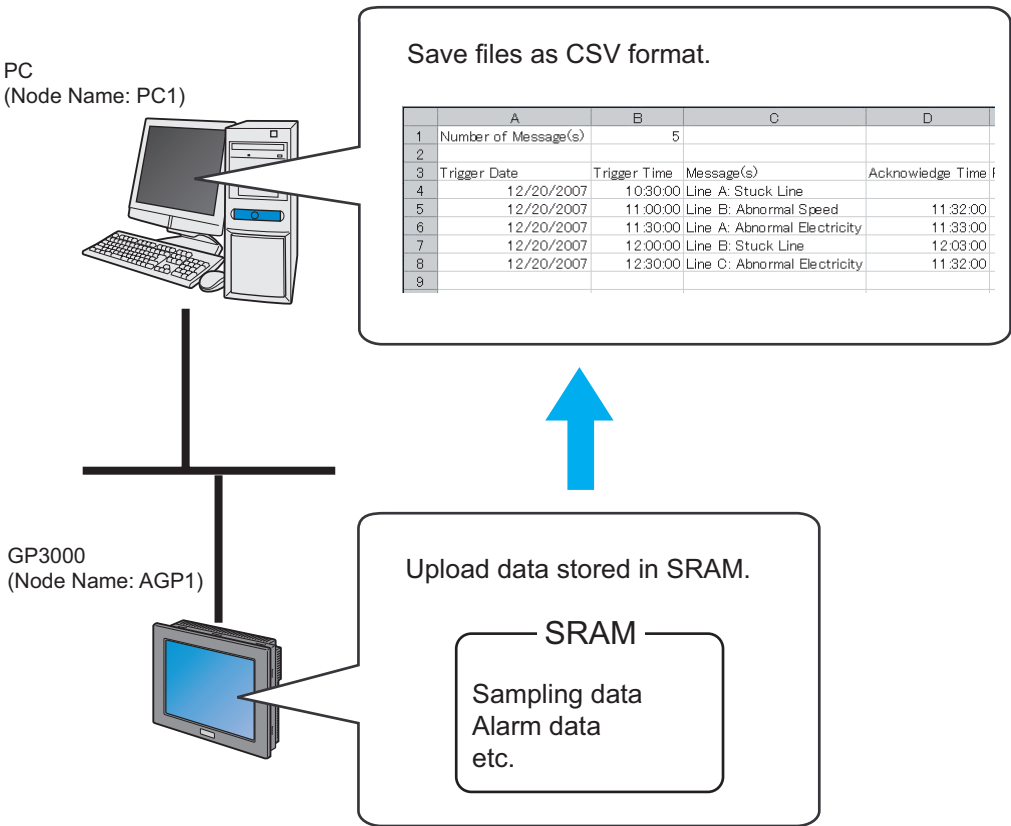 Save files as CSV format.
PC
(Node Name: PC1)
A B C D
1 Number of Message(s) 5
2
3 Trigger Date Trigger Time Message(s) Acknowiedge Time
4 12/20/2007 10:30:00 Line A: Stuck Line
5 12/20/2007 11:00:00 Line B: Abnormal Speed 11:32:00
6 12/20/2007 11:30:00 Line A: Abnormal Electricity 11:33:00
7 12/20/2007 12:00:00 Line B: Stuck Line 12:03:00
8 12/20/2007 12:30:00 Line C: Abnormal Electricity 11:32:00
9
GP3000
(Node Name: AGP1)
Upload data stored in SRAM.
SRAM
Sampling data
Alarm data
etc.